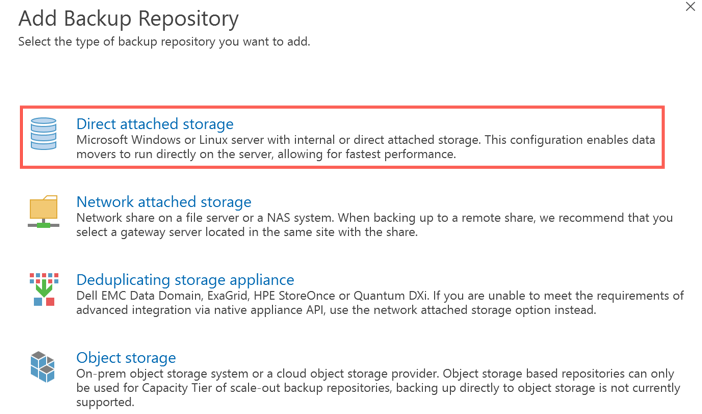 Add Backup Repository
Select the type of backup repository you want to add.
Direct attached storage
Microsoft Windows or Linux server with internal or direct attached storage. This configuration enables data
movers to run directly on the server, allowing for fastest performance.
Network attached storage
Network share on a file server or a NAS system. When backing up to a remote share, we recommend that you
select a gateway server located in the same site with the share.
Deduplicating storage appliance
Dell EMC Data Domain, ExaGrid, HPE StoreOnce or Quantum DXi. If you are unable to meet the requirements of
advanced integration via native appliance API, use the network attached storage option instead.
Object storage
On-prem object storage system or a cloud object storage provider. Object storage based repositories can only
be used for Capacity Tier of scale-out backup repositories, backing up directly to object storage is not currently
supported.